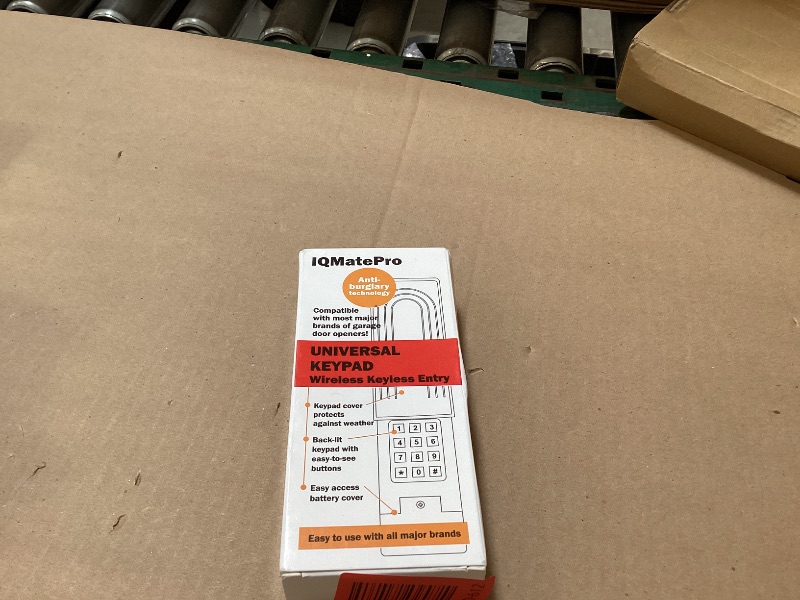 IQMatePro
Anti-
burglary
technology
Compatible
with most major
brands of garage
door openers!
UNIVERSAL
KEYPAD
Wireless Keyless Entry
Keypad cover
protects
against weather
1 2 3
4 5 6
7 8 9
* 0 #
Back-lit
keypad with
easy-to-see
buttons
Easy access
battery cover
Easy to use with all major brands